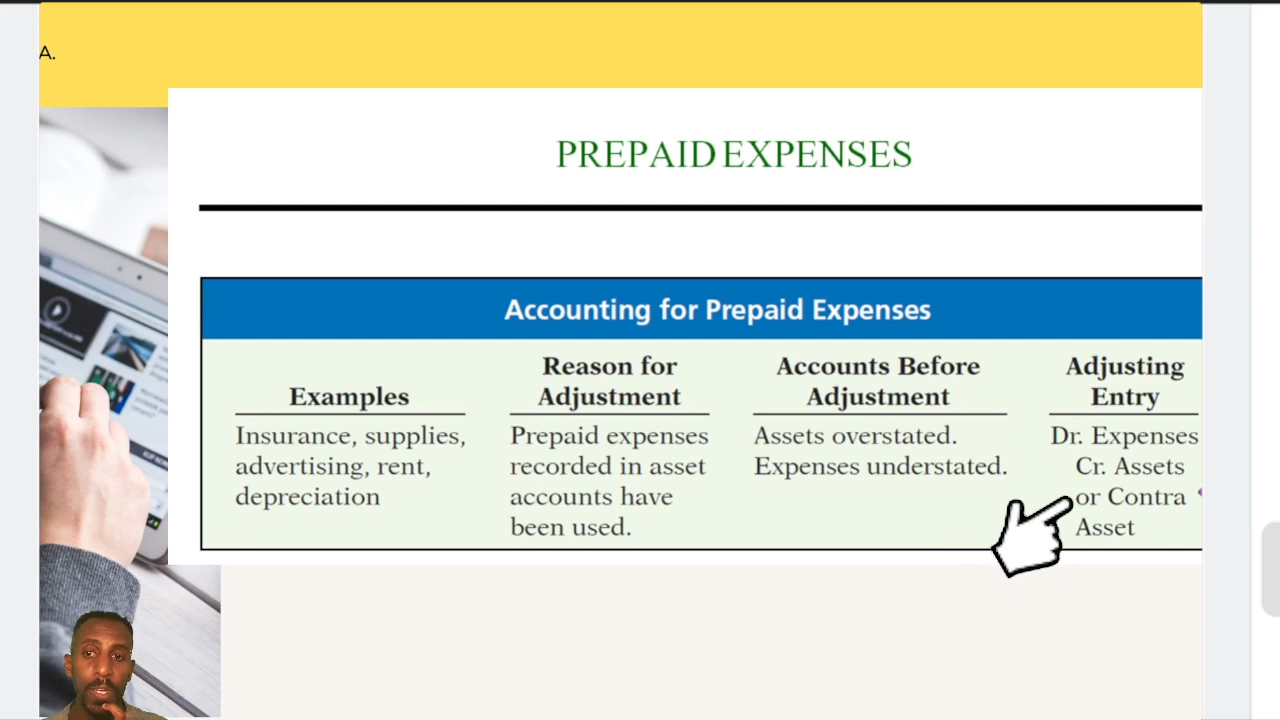 A.
PREPAID EXPENSES
Accounting for Prepaid Expenses
Examples
Reason for
Adjustment
Accounts Before
Adjustment
Adjusting
Entry
Insurance, supplies,
advertising, rent,
depreciation
Prepaid expenses
recorded in asset
accounts have
been used.
Assets overstated.
Expenses understated.
Dr. Expenses
Cr. Assets
or Contra
Asset